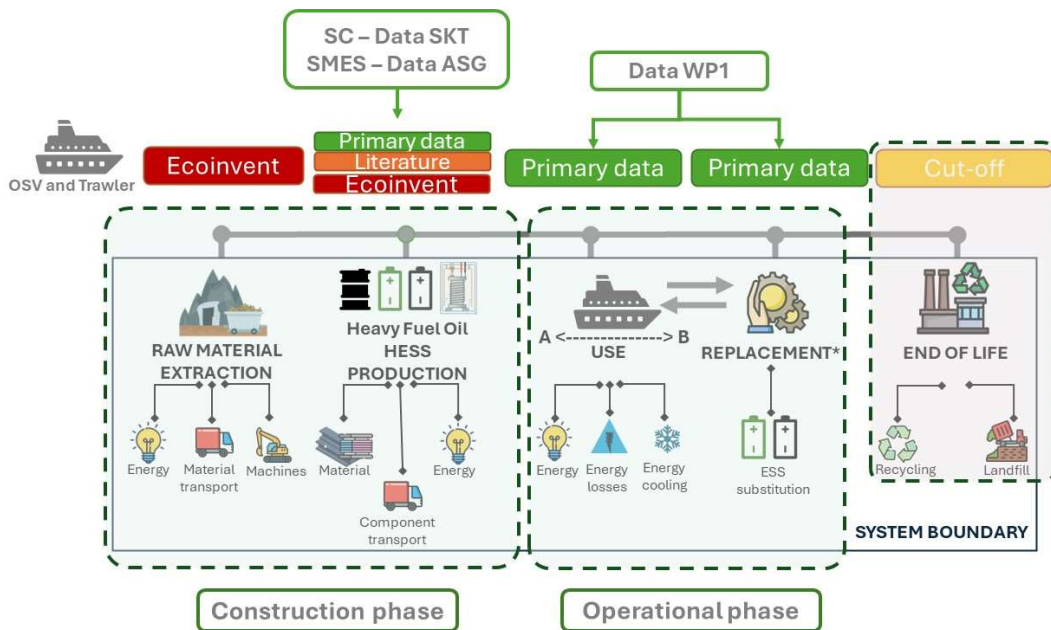 SC – Data SKT
SMES – Data ASG
Data WP1
OSV and Trawler
Ecoinvent
Primary data
Literature
Ecoinvent
Primary data
Primary data
Cut-off
RAW MATERIAL
EXTRACTION
Heavy Fuel Oil
HESS
PRODUCTION
A <--------------> B
USE
REPLACEMENT*
END OF LIFE
Energy
Material
transport
Machines
Material
Component
transport
Energy
Energy
Energy
losses
Energy
cooling
ESS
substitution
Recycling
Landfill
SYSTEM BOUNDARY
Construction phase
Operational phase